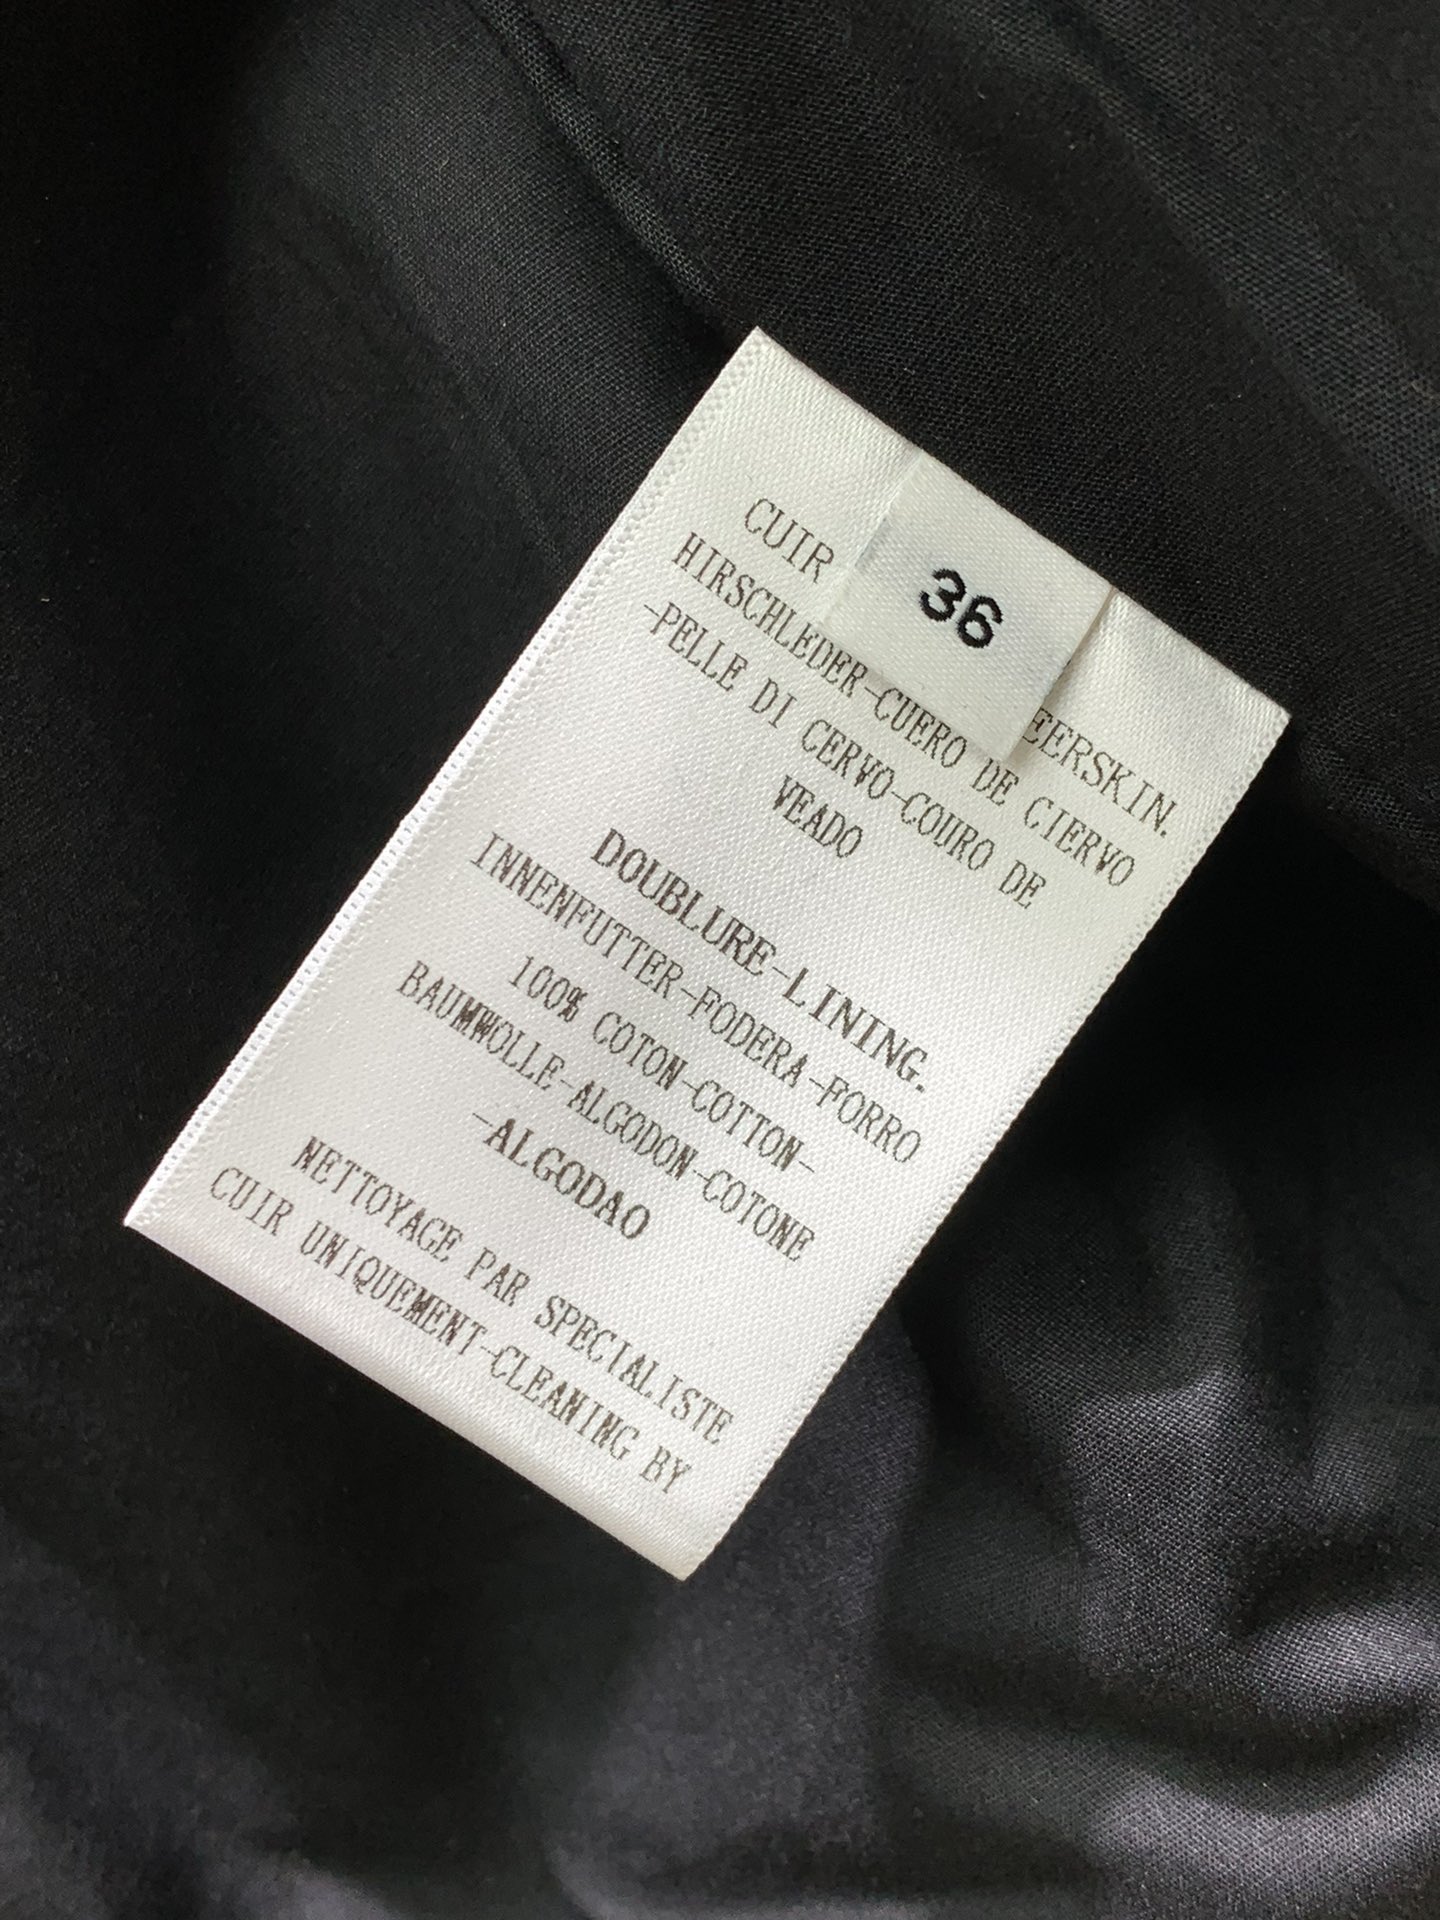 36
CUIR EERSKIN.
HIRSCHLEDER-CUERO DE CIERVO
-PELLE DI CERVO-COURO DE
VEADO
DOUBLURE-LINING.
INNENFUTTER-FODERA-FORRO
100% COTON-COTTON-
BAUMWOLLE-ALGODON-COTONE
-ALGODAO
NETTOYAGE PAR SPECIALISTE
CUIR UNIQUEMENT-CLEANING BY